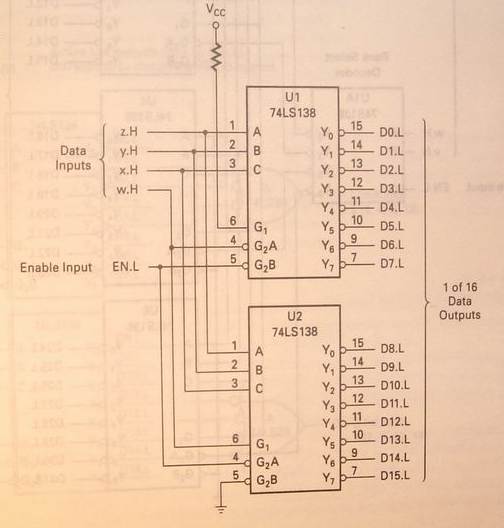 VCC
U1
74LS138
z.H 1 A Y0 15 D0.L
y.H 2 B Y1 14 D1.L
Data
Inputs
x.H 3 C Y2 13 D2.L
w.H Y3 12 D3.L
Y4 11 D4.L
6 G1 Y5 10 D5.L
4 G2A Y6 9 D6.L
Enable Input EN.L 5 G2B Y7 7 D7.L
1 of 16
Data
Outputs
U2
74LS138
1 A Y0 15 D8.L
2 B Y1 14 D9.L
3 C Y2 13 D10.L
Y3 12 D11.L
Y4 11 D12.L
6 G1 Y5 10 D13.L
4 G2A Y6 9 D14.L
5 G2B Y7 7 D15.L